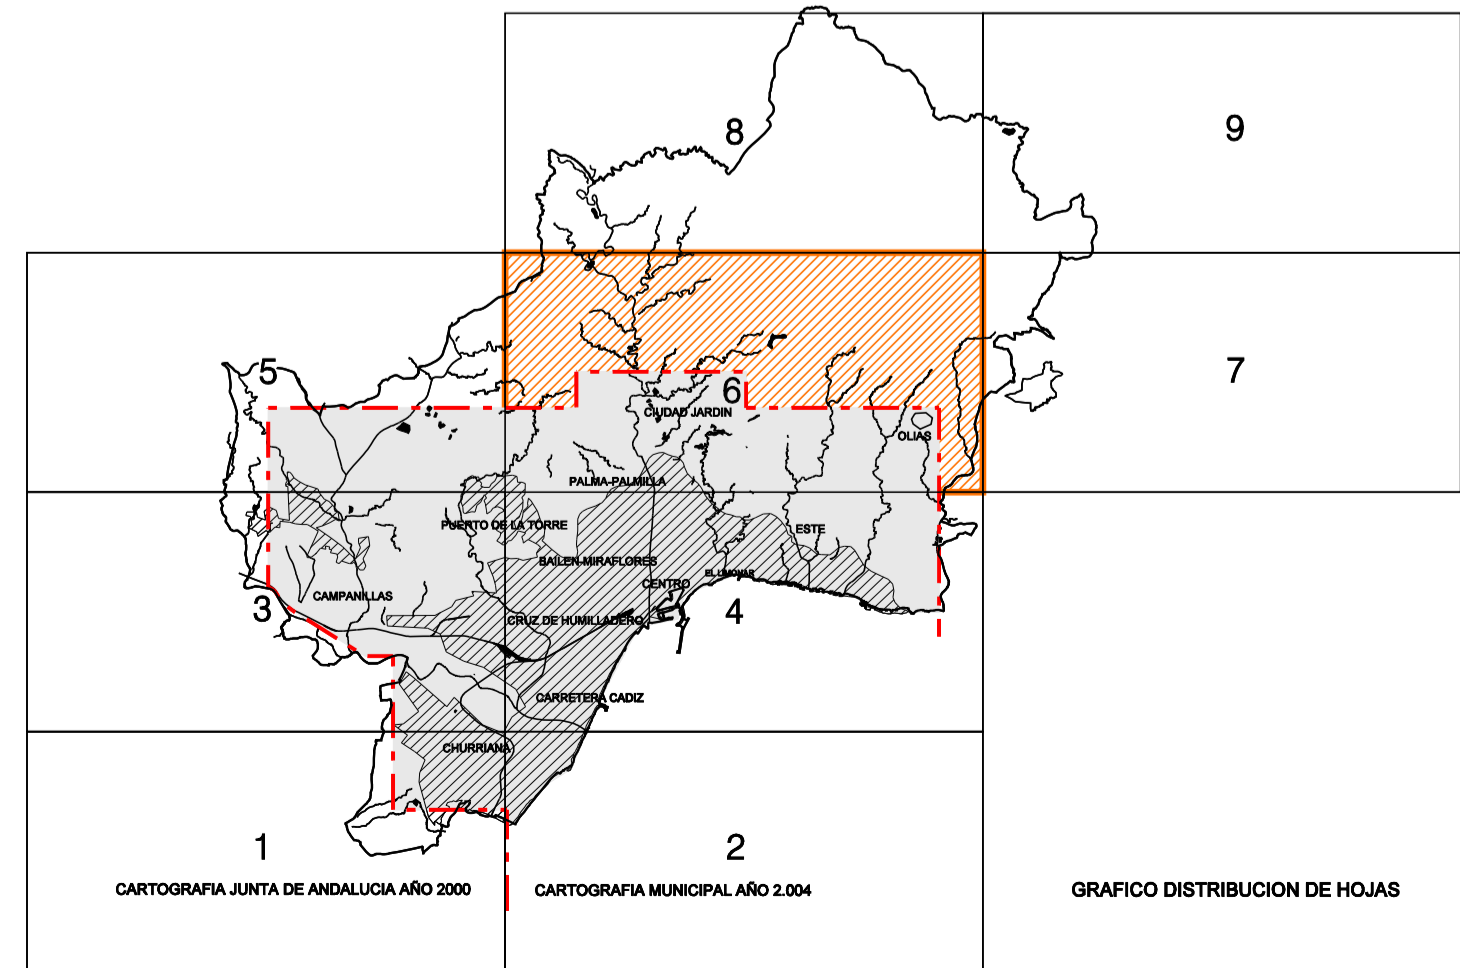 8
9
5
6
7
CIUDAD JARDIN
OLIAS
PALMA-PALMILLA
PUERTO DE LA TORRE
ESTE
BAILEN-MIRAFLORES
EL LIMONAR
CENTRO
CAMPANILLAS
3
4
CRUZ DE HUMILLADERO
CARRETERA CADIZ
CHURRIANA
1
2
CARTOGRAFIA JUNTA DE ANDALUCIA AÑO 2000
CARTOGRAFIA MUNICIPAL AÑO 2.004
GRAFICO DISTRIBUCION DE HOJAS